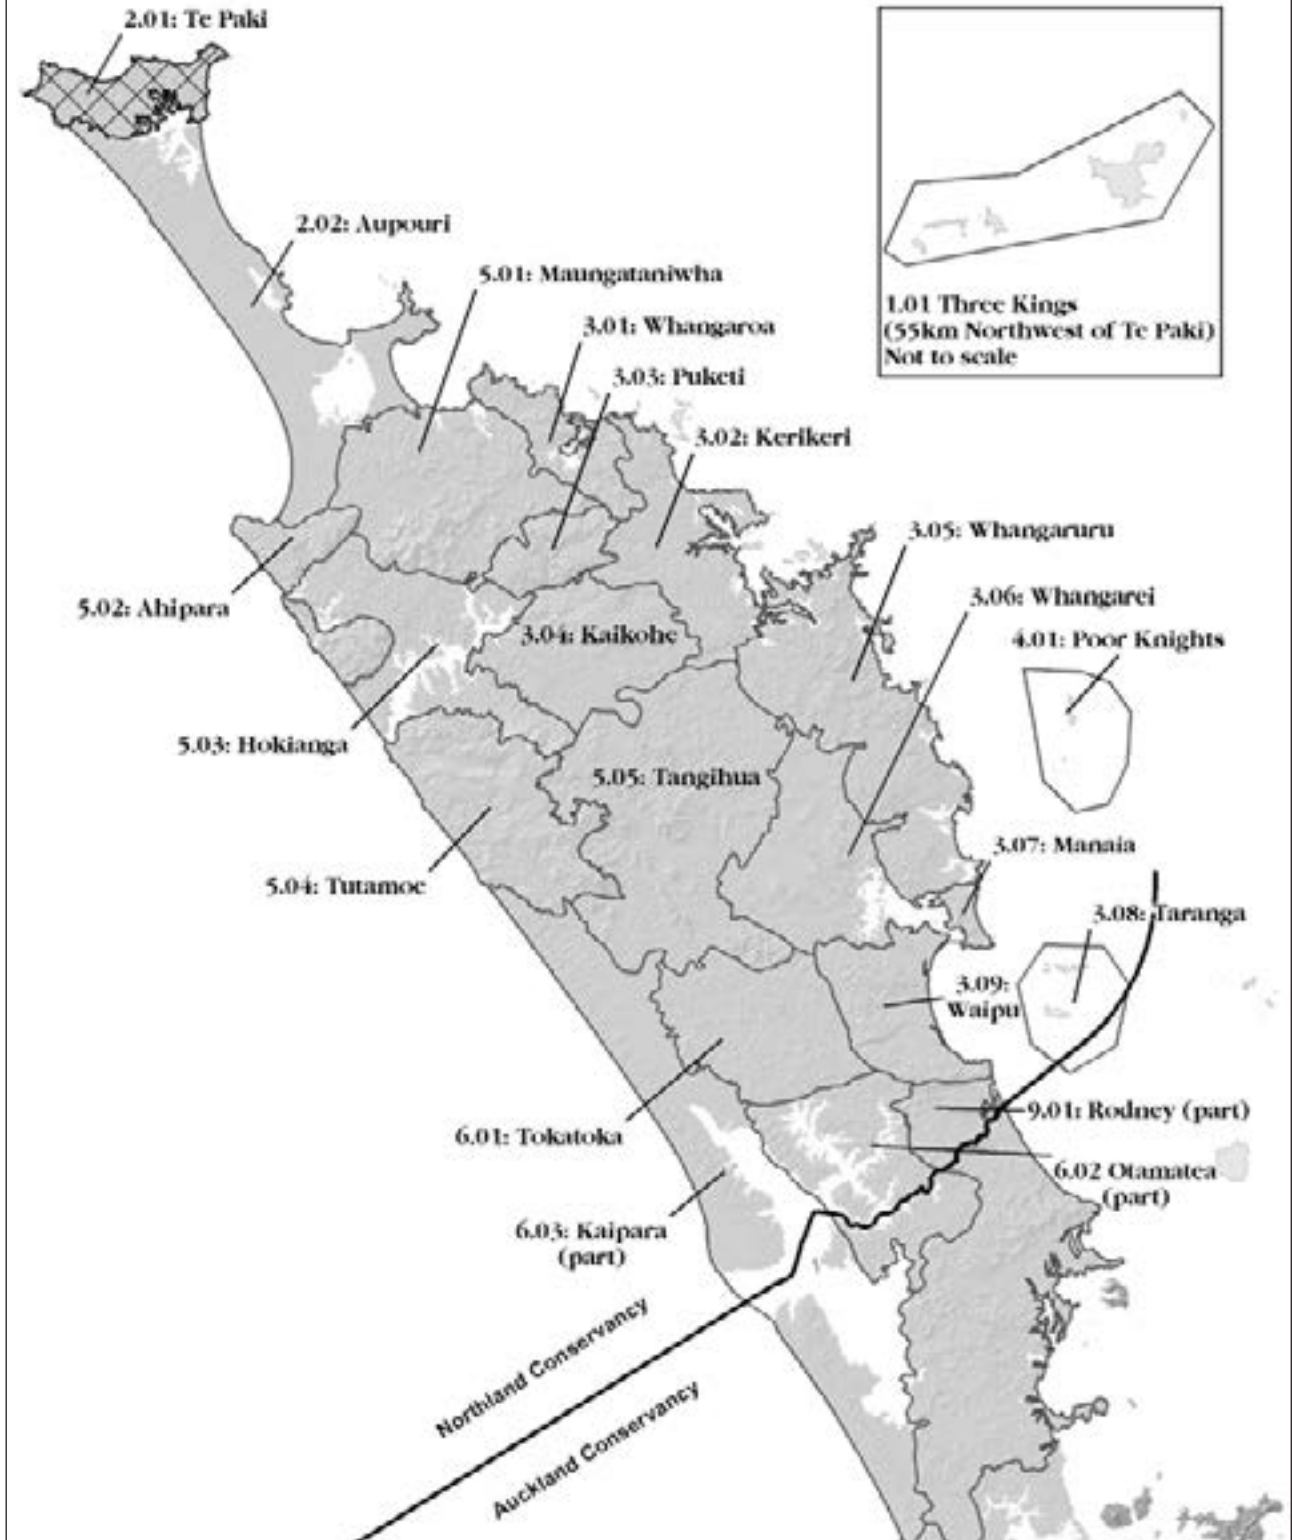 2.01: Te Paki
2.02: Aupouri
5.01: Maungataniwha
3.01: Whangaroa
3.03: Puketi
3.02: Kerikeri
1.01 Three Kings
(55km Northwest of Te Paki)
Not to scale
3.05: Whangaruru
3.06: Whangarei
4.01: Poor Knights
5.02: Ahipara
3.04: Kaikohe
5.03: Hokianga
5.05: Tangihua
5.04: Tutamoe
3.07: Manaia
3.08: Taranga
3.09:
Waipu
6.01: Tokatoka
9.01: Rodney (part)
6.02 Otamatea
(part)
6.03: Kaipara
(part)
Northland Conservancy
Auckland Conservancy